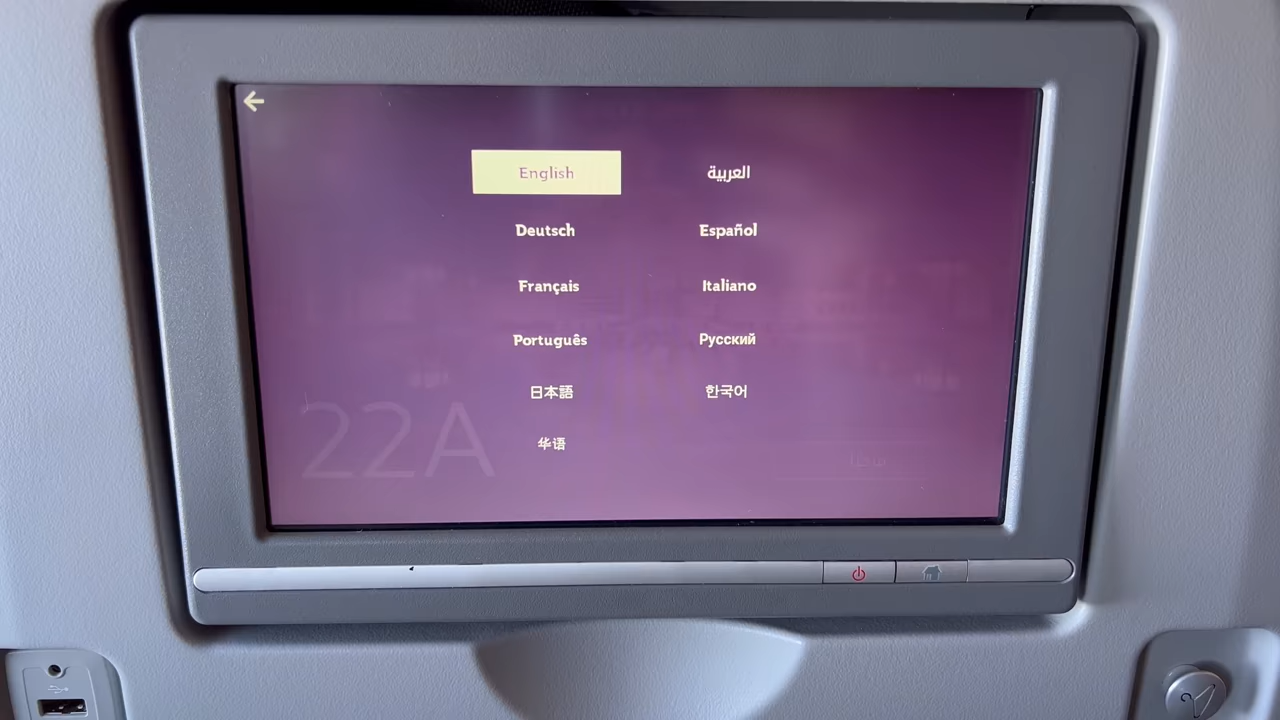 English العربية
Deutsch Español
Français Italiano
Português Русский
日本語 한국어
华语
22A